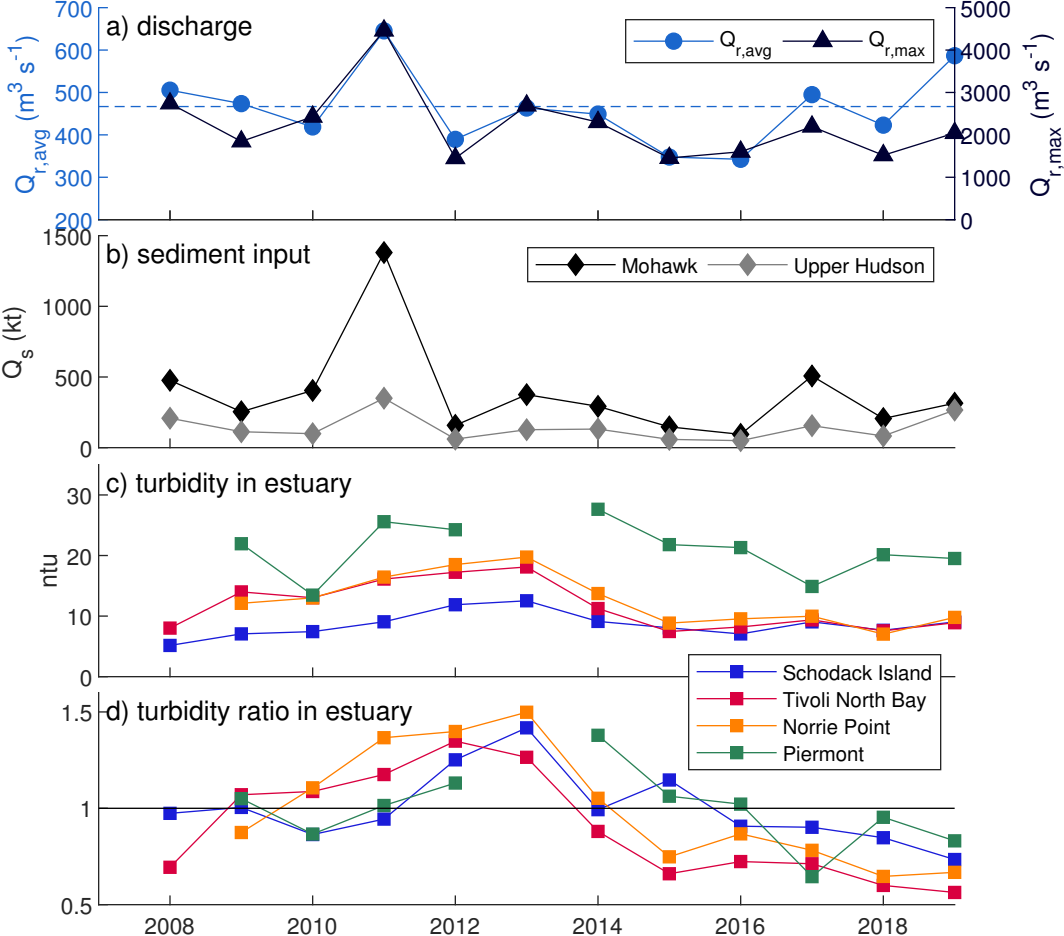 a) discharge
Q_r,avg
Q_r,max
700
600
500
400
300
200
Q_r,avg (m³ s⁻¹)
5000
4000
3000
2000
1000
0
Q_r,max (m³ s⁻¹)
b) sediment input
Mohawk
Upper Hudson
1500
1000
500
0
Q_s (kt)
c) turbidity in estuary
30
20
10
0
ntu
Schodack Island
Tivoli North Bay
Norrie Point
Piermont
d) turbidity ratio in estuary
1.5
1
0.5
2008
2010
2012
2014
2016
2018